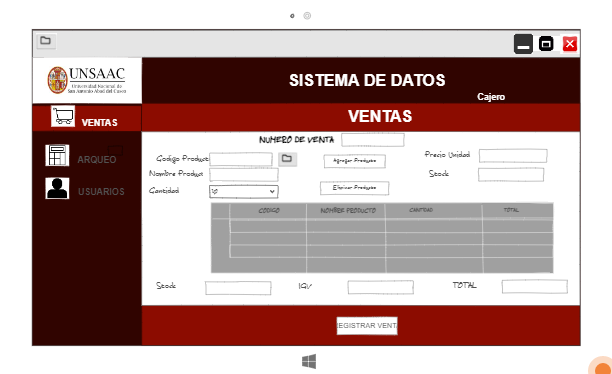 UNSAAC
Universidad Nacional de
San Antonio Abad del Cusco
SISTEMA DE DATOS
Cajero
VENTAS
VENTAS
ARQUEO
USUARIOS
NUMERO DE VENTA
Codigo Product
Agregar Producto
Precio Unidad
Nombre Produt
Stock
Cantidad
Eliminar Producto
CODIGO
NOMBRE PRODUCTO
CANTIDAD
TOTAL
Stock
IGV
TOTAL
REGISTRAR VENTA